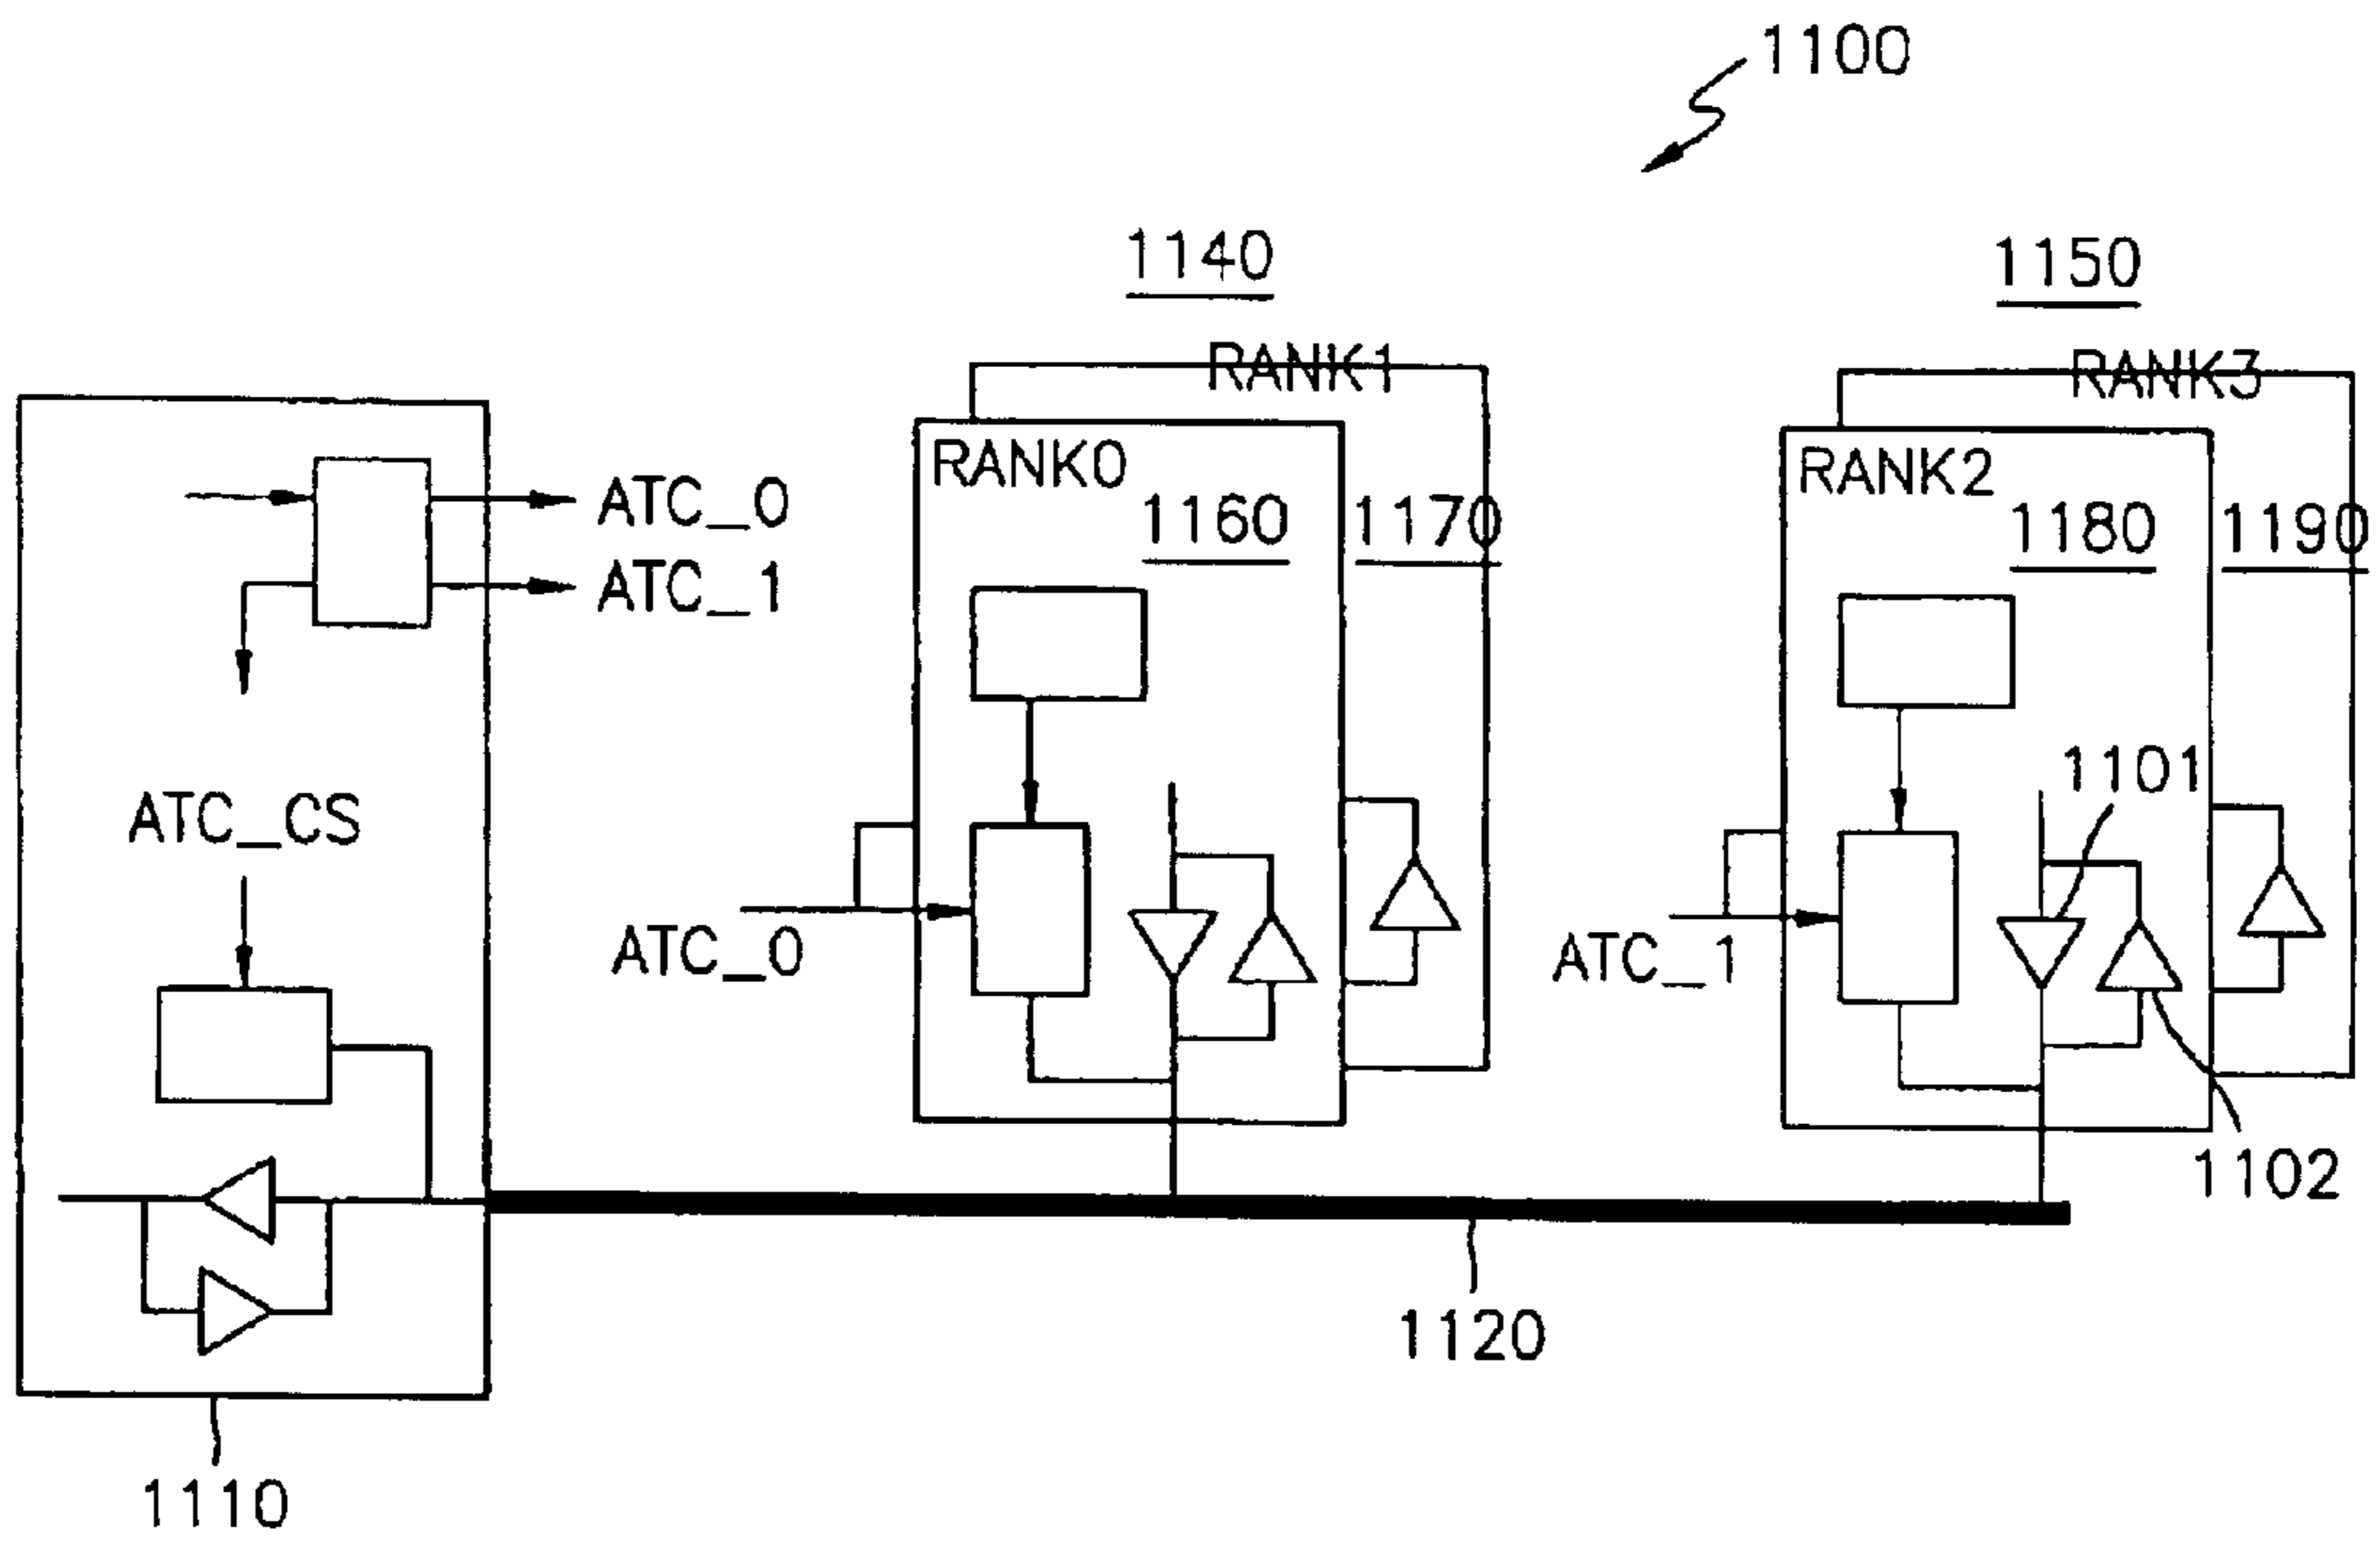 1100
1140
1150
RANK1
RANK3
RANK0
RANK2
ATC_0
1160
1170
1180
1190
ATC_1
1101
ATC_CS
ATC_0
ATC_1
1102
1120
1110